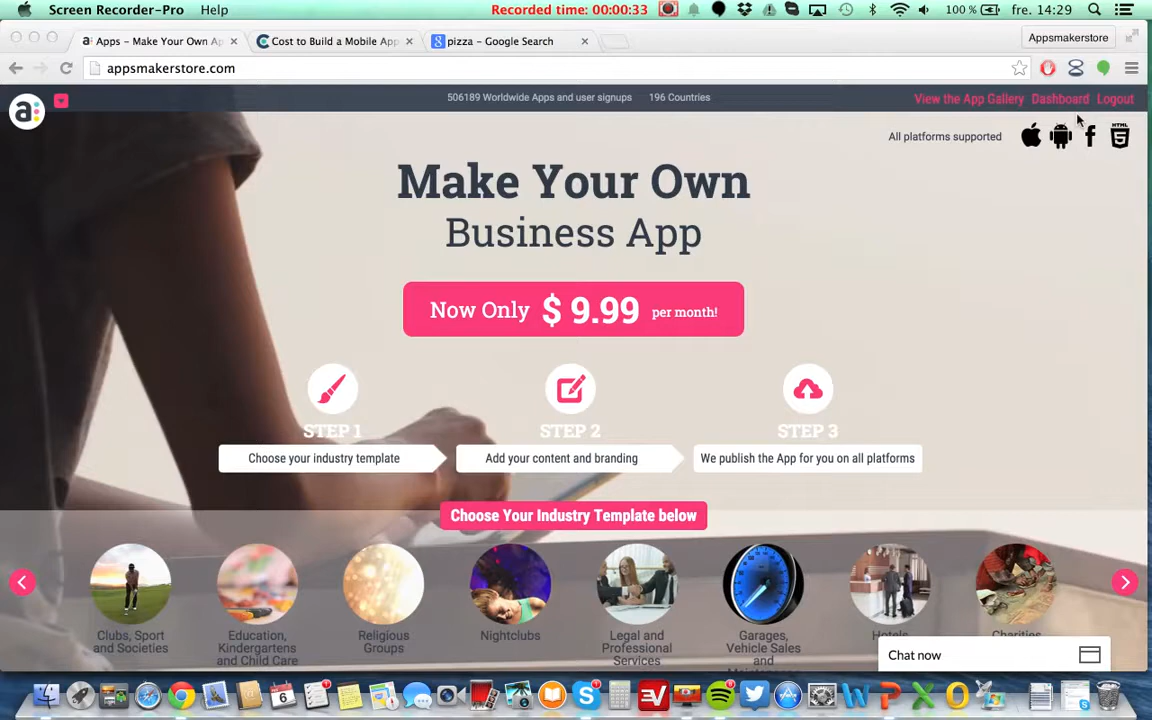 Screen Recorder-Pro Help Recorded time: 00:00:33 100 % fre. 14:29
Apps - Make Your Own Ap Cost to Build a Mobile App pizza - Google Search Appsmakerstore
appsmakerstore.com
a:
506189 Worldwide Apps and user signups 196 Countries
View the App Gallery Dashboard Logout
All platforms supported
HTML 5
Make Your Own
Business App
Now Only $ 9.99 per month!
STEP 1 STEP 2 STEP 3
Choose your industry template Add your content and branding We publish the App for you on all platforms
Choose Your Industry Template below
Clubs, Sport
and Societies
Education,
Kindergartens
and Child Care
Religious
Groups
Nightclubs
Legal and
Professional
Services
Garages,
Vehicle Sales
and
Hotels
Charities
Chat now